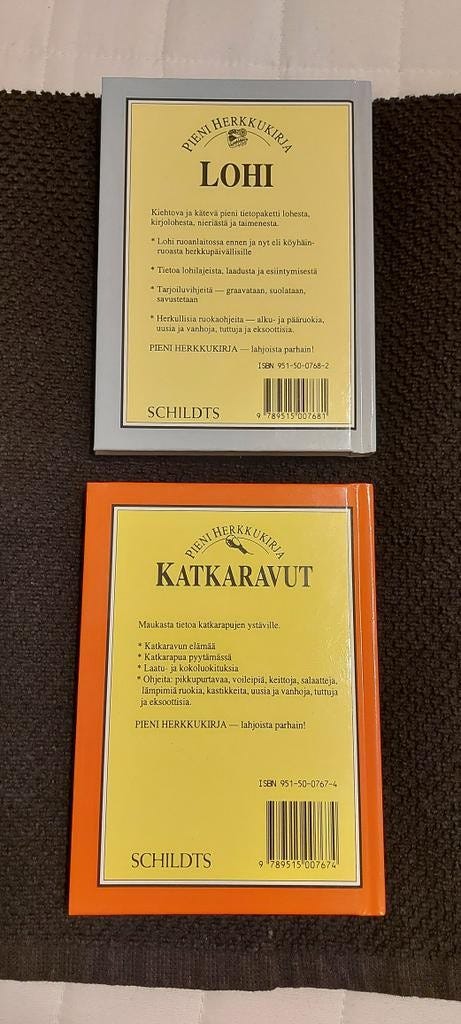 PIENI HERKKUKIRJA
LOHI
Kiehtova ja kätevä pieni tietopaketti lohesta,
kirjolohesta, nieriästä ja taimenesta.
* Lohi ruoanlaitossa ennen ja nyt eli köyhäin-
ruoasta herkkupäivällisille
* Tietoa lohilajeista, laadusta ja esiintymisestä
* Tarjoiluvihjeitä — graavataan, suolataan,
savustetaan
* Herkullisia ruokaohjeita — alku- ja pääruokia,
uusia ja vanhoja, tuttuja ja eksoottisia.
PIENI HERKKUKIRJA — lahjoista parhain!
ISBN 951-50-0768-2
SCHILDTS
9 789515 007681
PIENI HERKKUKIRJA
KATKARAVUT
Maukasta tietoa katkarapujen ystäville.
* Katkaravun elämää
* Katkarapua pyytämässä
* Laatu- ja kokoluokituksia
* Ohjeita: pikkupurtavaa, voileipiä, keittoja, salaatteja,
lämpimiä ruokia, kastikkeita, uusia ja vanhoja, tuttuja
ja eksoottisia.
PIENI HERKKUKIRJA — lahjoista parhain!
ISBN 951-50-0767-4
SCHILDTS
9 789515 007674